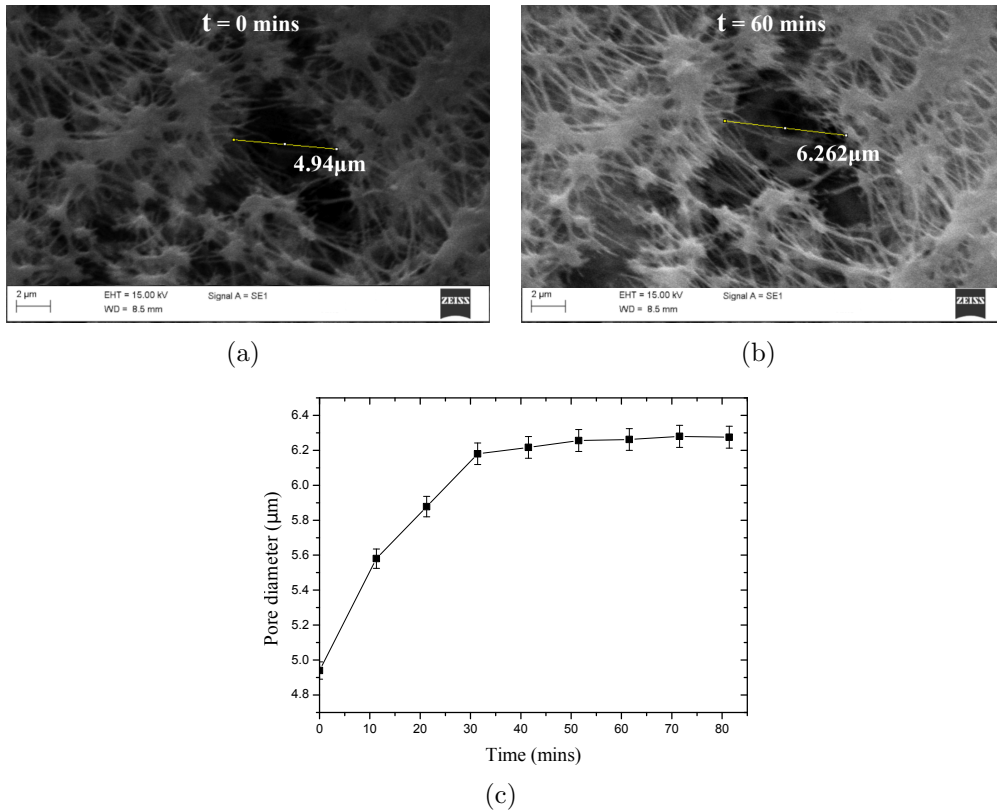 t = 0 mins
4.94µm
2 µm
EHT = 15.00 kV
Signal A = SE1
WD = 8.5 mm
ZEISS
(a)
t = 60 mins
6.262µm
2 µm
EHT = 15.00 kV
Signal A = SE1
WD = 8.5 mm
ZEISS
(b)
Pore diameter (µm)
6.4
6.2
6.0
5.8
5.6
5.4
5.2
5.0
4.8
0 10 20 30 40 50 60 70 80
Time (mins)
(c)